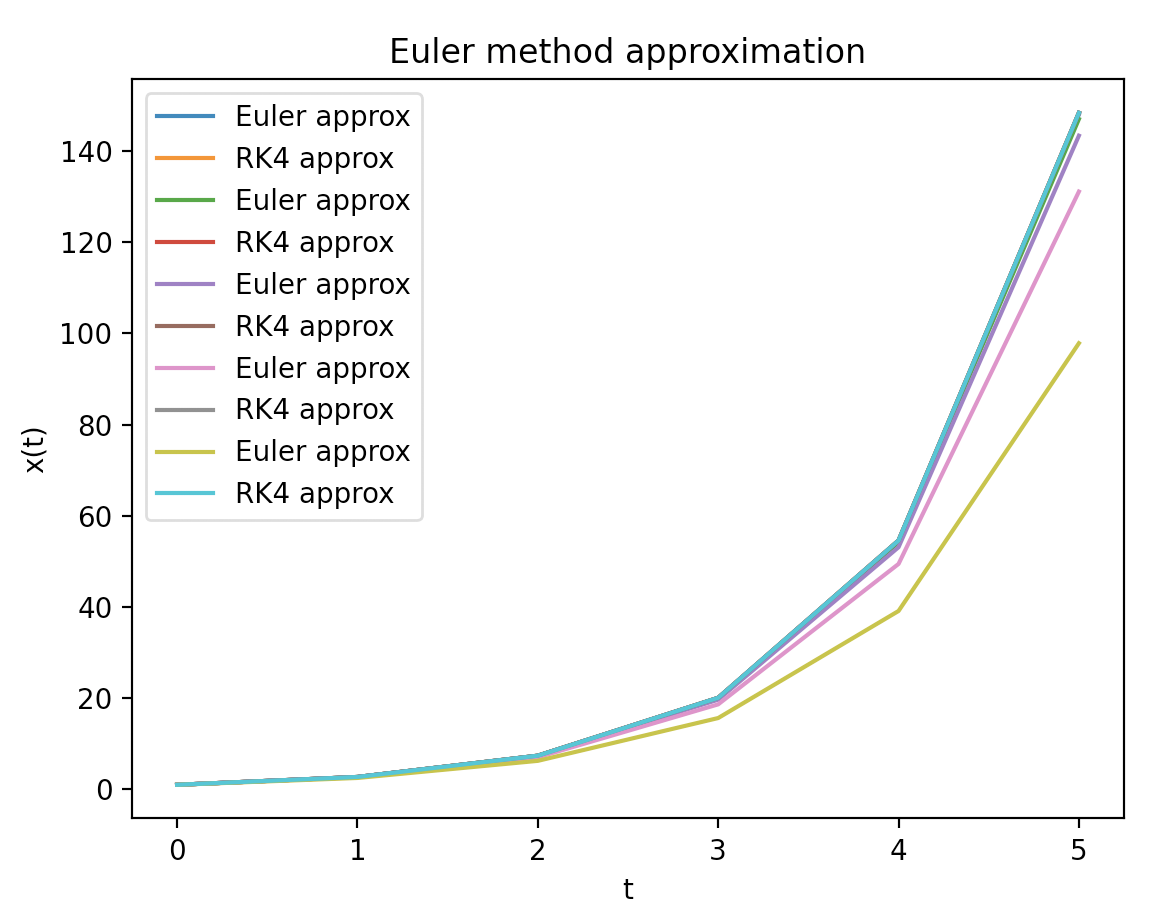 Euler method approximation
Euler approx
RK4 approx
Euler approx
RK4 approx
Euler approx
RK4 approx
Euler approx
RK4 approx
Euler approx
RK4 approx
140
120
100
80
60
40
20
0
x(t)
0 1 2 3 4 5
t